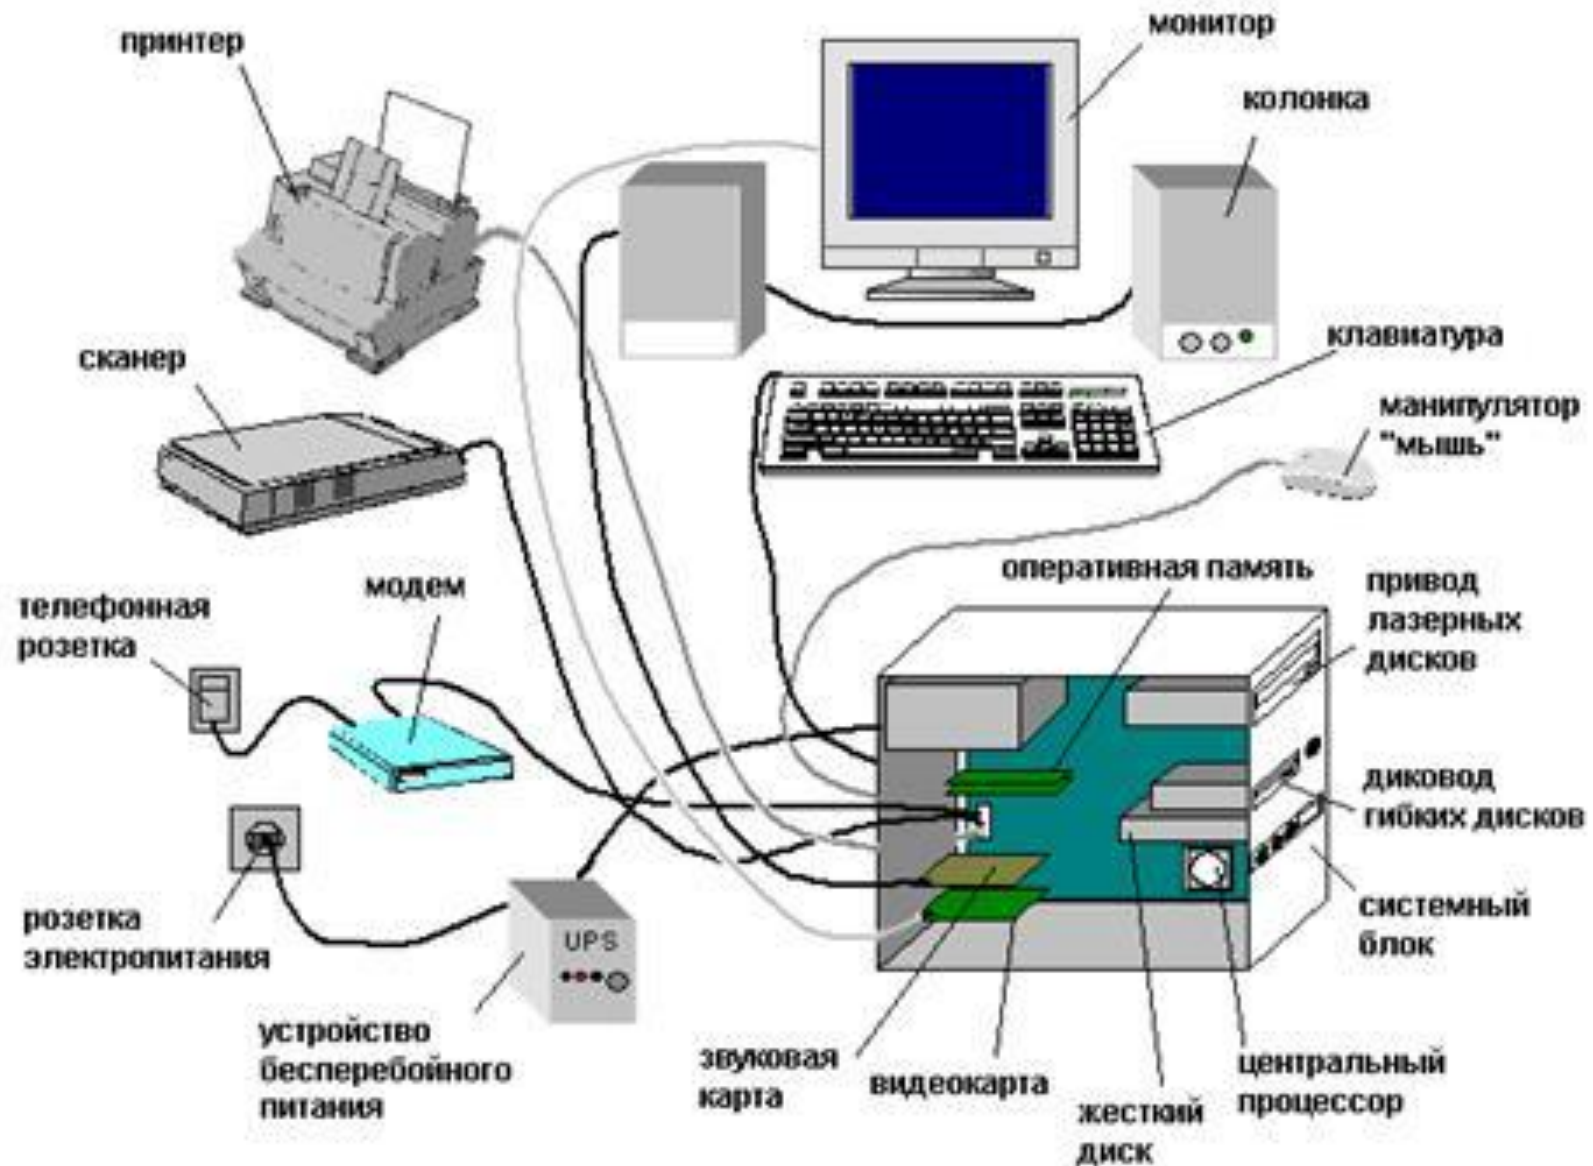 принтер
монитор
колонка
сканер
клавиатура
манипулятор
"мышь"
телефонная
розетка
модем
оперативная память
привод
лазерных
дисков
диковод
гибких дисков
системный
блок
розетка
электропитания
UPS
устройство
бесперебойного
питания
звуковая
карта
видеокарта
жесткий
диск
центральный
процессор